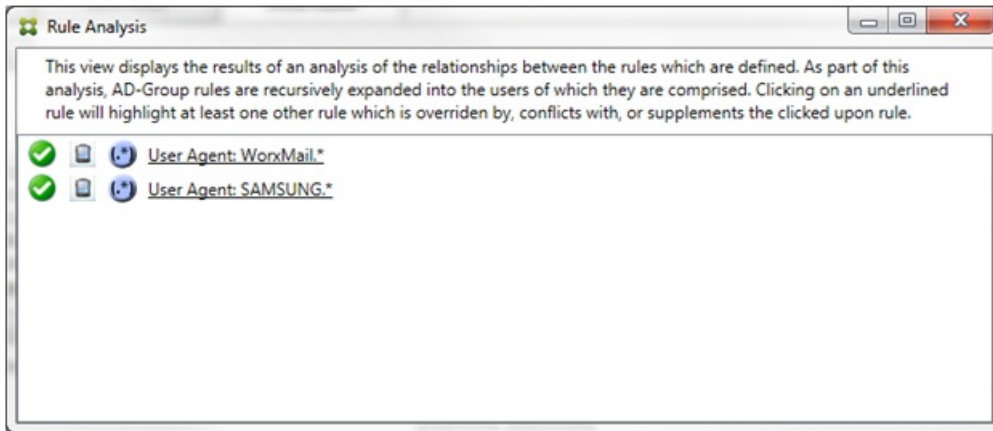 Rule Analysis
This view displays the results of an analysis of the relationships between the rules which are defined. As part of this
analysis, AD-Group rules are recursively expanded into the users of which they are comprised. Clicking on an underlined
rule will highlight at least one other rule which is overriden by, conflicts with, or supplements the clicked upon rule.
(.*) User Agent: WorxMail.*
(.*) User Agent: SAMSUNG.*